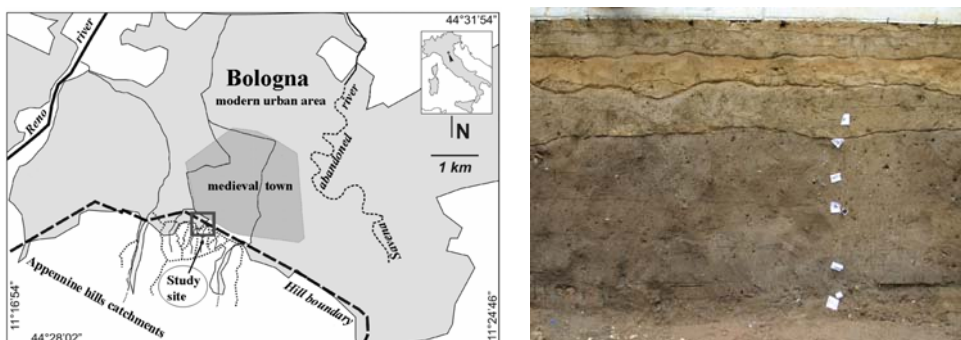 44°31'54"
Reno
river
Bologna
modern urban area
N
1 km
medieval town
abandoned
river
Savena
Study
site
Appennine hills catchments
Hill boundary
11°16'54"
44°28'02"
11°24'46"